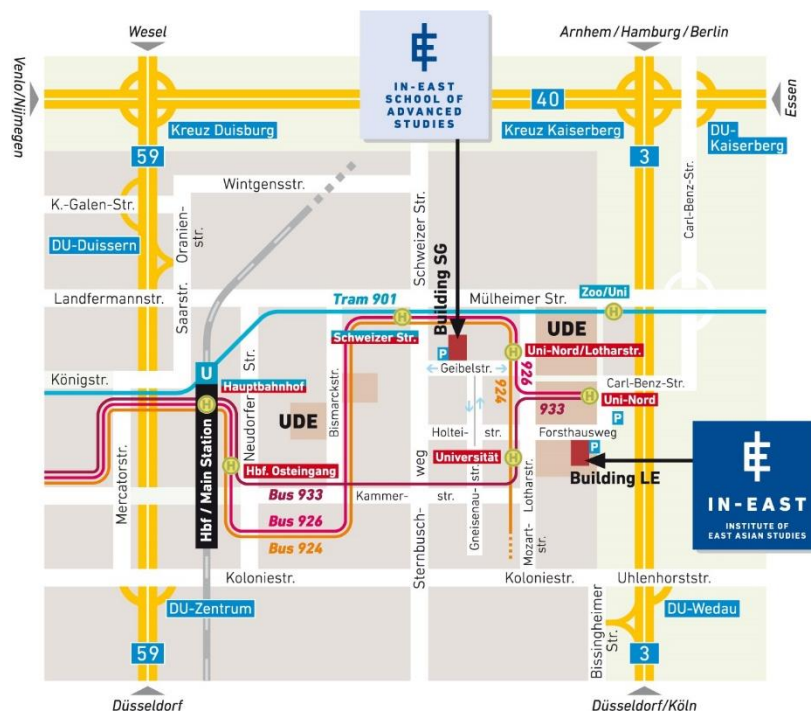 Wesel
Arnhem/Hamburg/Berlin
Venlo/Nijmegen
Essen
IN-EAST
SCHOOL OF
ADVANCED
STUDIES
40
Kreuz Duisburg
Kreuz Kaiserberg
DU-
Kaiserberg
59
3
Wintgensstr.
K.-Galen-Str.
Oranien-
str.
Schweizer Str.
Carl-Benz-Str.
DU-Duissern
Saarstr.
Landfermannstr.
Tram 901
Building SG
Mülheimer Str.
Zoo/Uni
H
H
Schweizer Str.
UDE
P
H
Uni-Nord/Lotharstr.
U
Hauptbahnhof
Königstr.
Geibelstr.
924
926
Carl-Benz-Str.
H
Neudorfer Str.
Bismarckstr.
UDE
933
H
Uni-Nord
P
Holtei-
str.
Forsthausweg
P
Mercatorstr.
Hbf / Main Station
H
Hbf. Osteingang
Universität
H
Building LE
Bus 933
Kammer-
str.
Bus 926
Bus 924
Sternbusch-
weg
Gneisenau-
str.
Lotharstr.
Mozart-
str.
IN-EAST
INSTITUTE OF
EAST ASIAN STUDIES
Koloniestr.
Koloniestr.
Uhlenhorststr.
DU-Zentrum
DU-Wedau
Bissingheimer
Str.
59
3
Düsseldorf
Düsseldorf/Köln